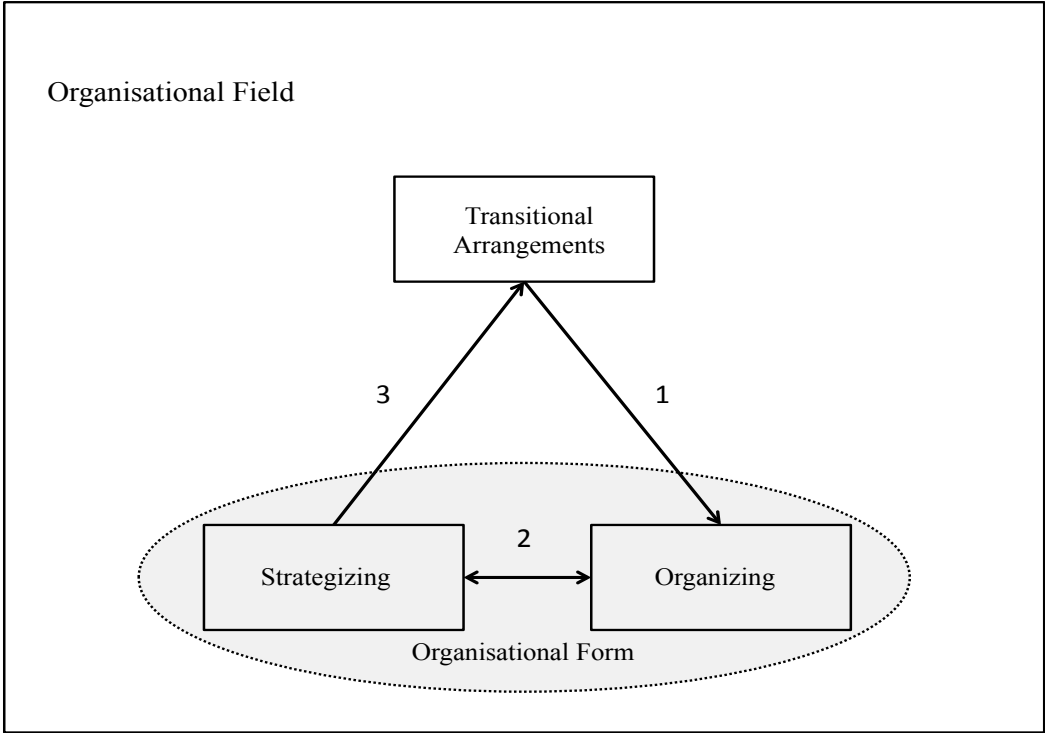 Organisational Field
Transitional
Arrangements
3
1
2
Strategizing
Organizing
Organisational Form